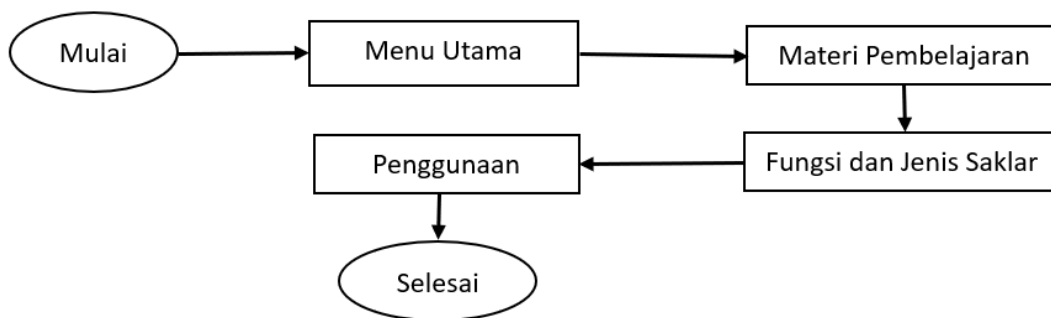 Mulai
Menu Utama
Materi Pembelajaran
Fungsi dan Jenis Saklar
Penggunaan
Selesai